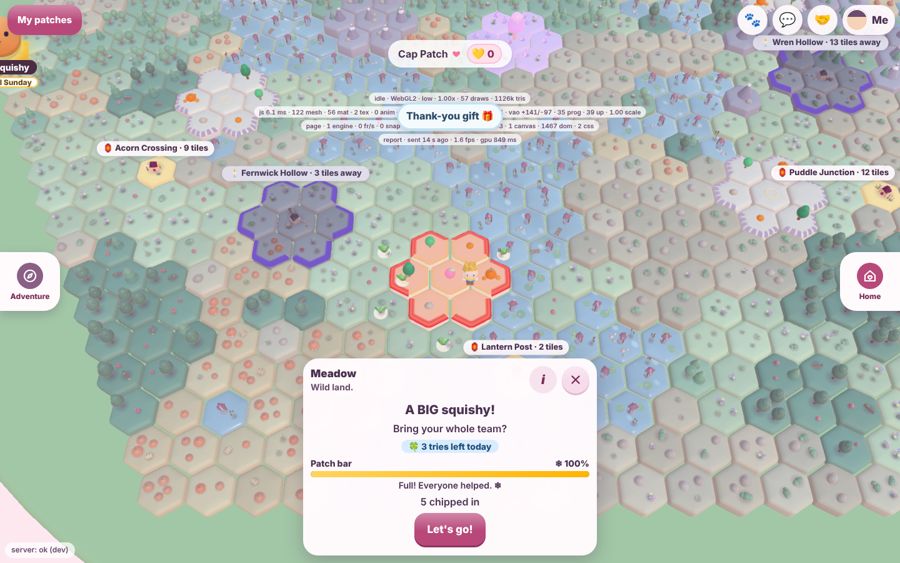 My patches
Me
Wren Hollow · 13 tiles away
Cap Patch 0
squishy
Sunday
idle · WebGL2 · low · 1.00x · 57 draws · 1126k tris
js 6.1 ms · 122 mesh · 56 mat · 2 tex · 0 anim
vao +141/-97 · 35 prog · 39 up · 1.00 scale
Thank-you gift
page · 1 engine · 0 fr/s · 0 snap
1 canvas · 1467 dom · 2 css
report · sent 14 s ago · 1.6 fps · gpu 849 ms
Acorn Crossing · 9 tiles
Fernwick Hollow · 3 tiles away
Puddle Junction · 12 tiles
Adventure
Home
Lantern Post · 2 tiles
Meadow
Wild land.
i
A BIG squishy!
Bring your whole team?
3 tries left today
Patch bar
100%
Full! Everyone helped.
5 chipped in
Let's go!
server: ok (dev)